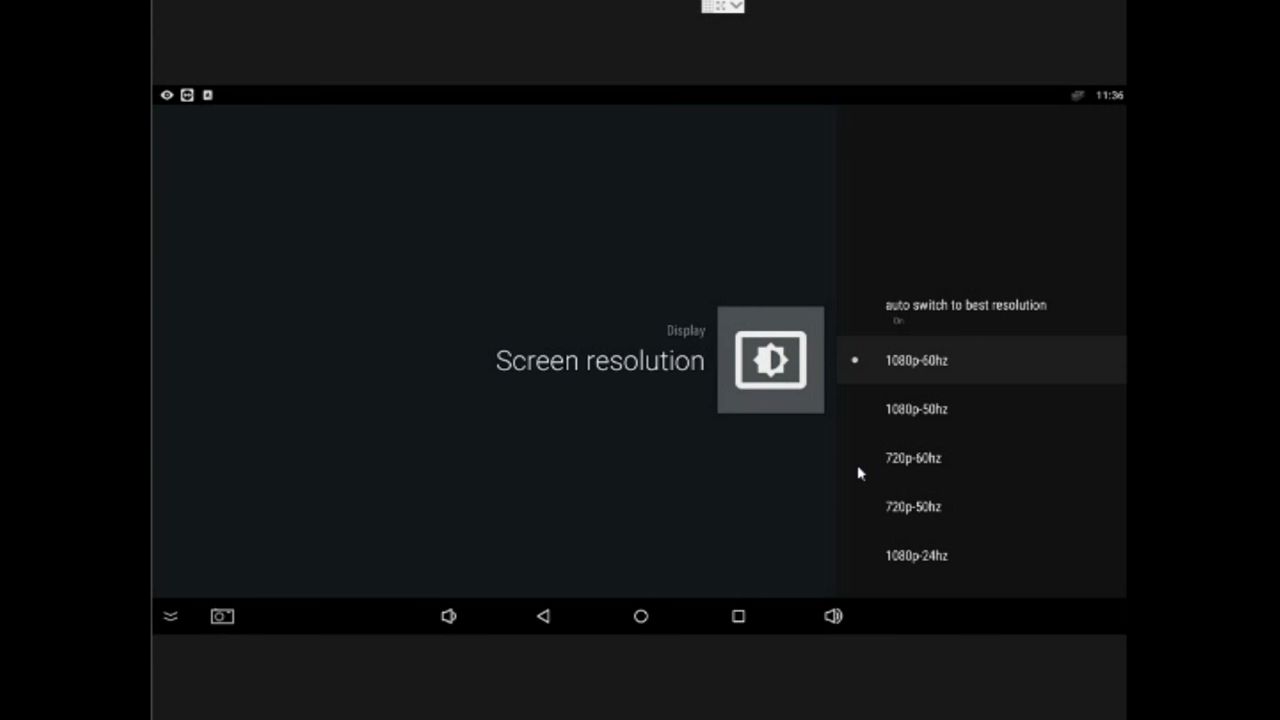 11:36
auto switch to best resolution
On
Display
Screen resolution
1080p-60hz
1080p-50hz
720p-60hz
720p-50hz
1080p-24hz